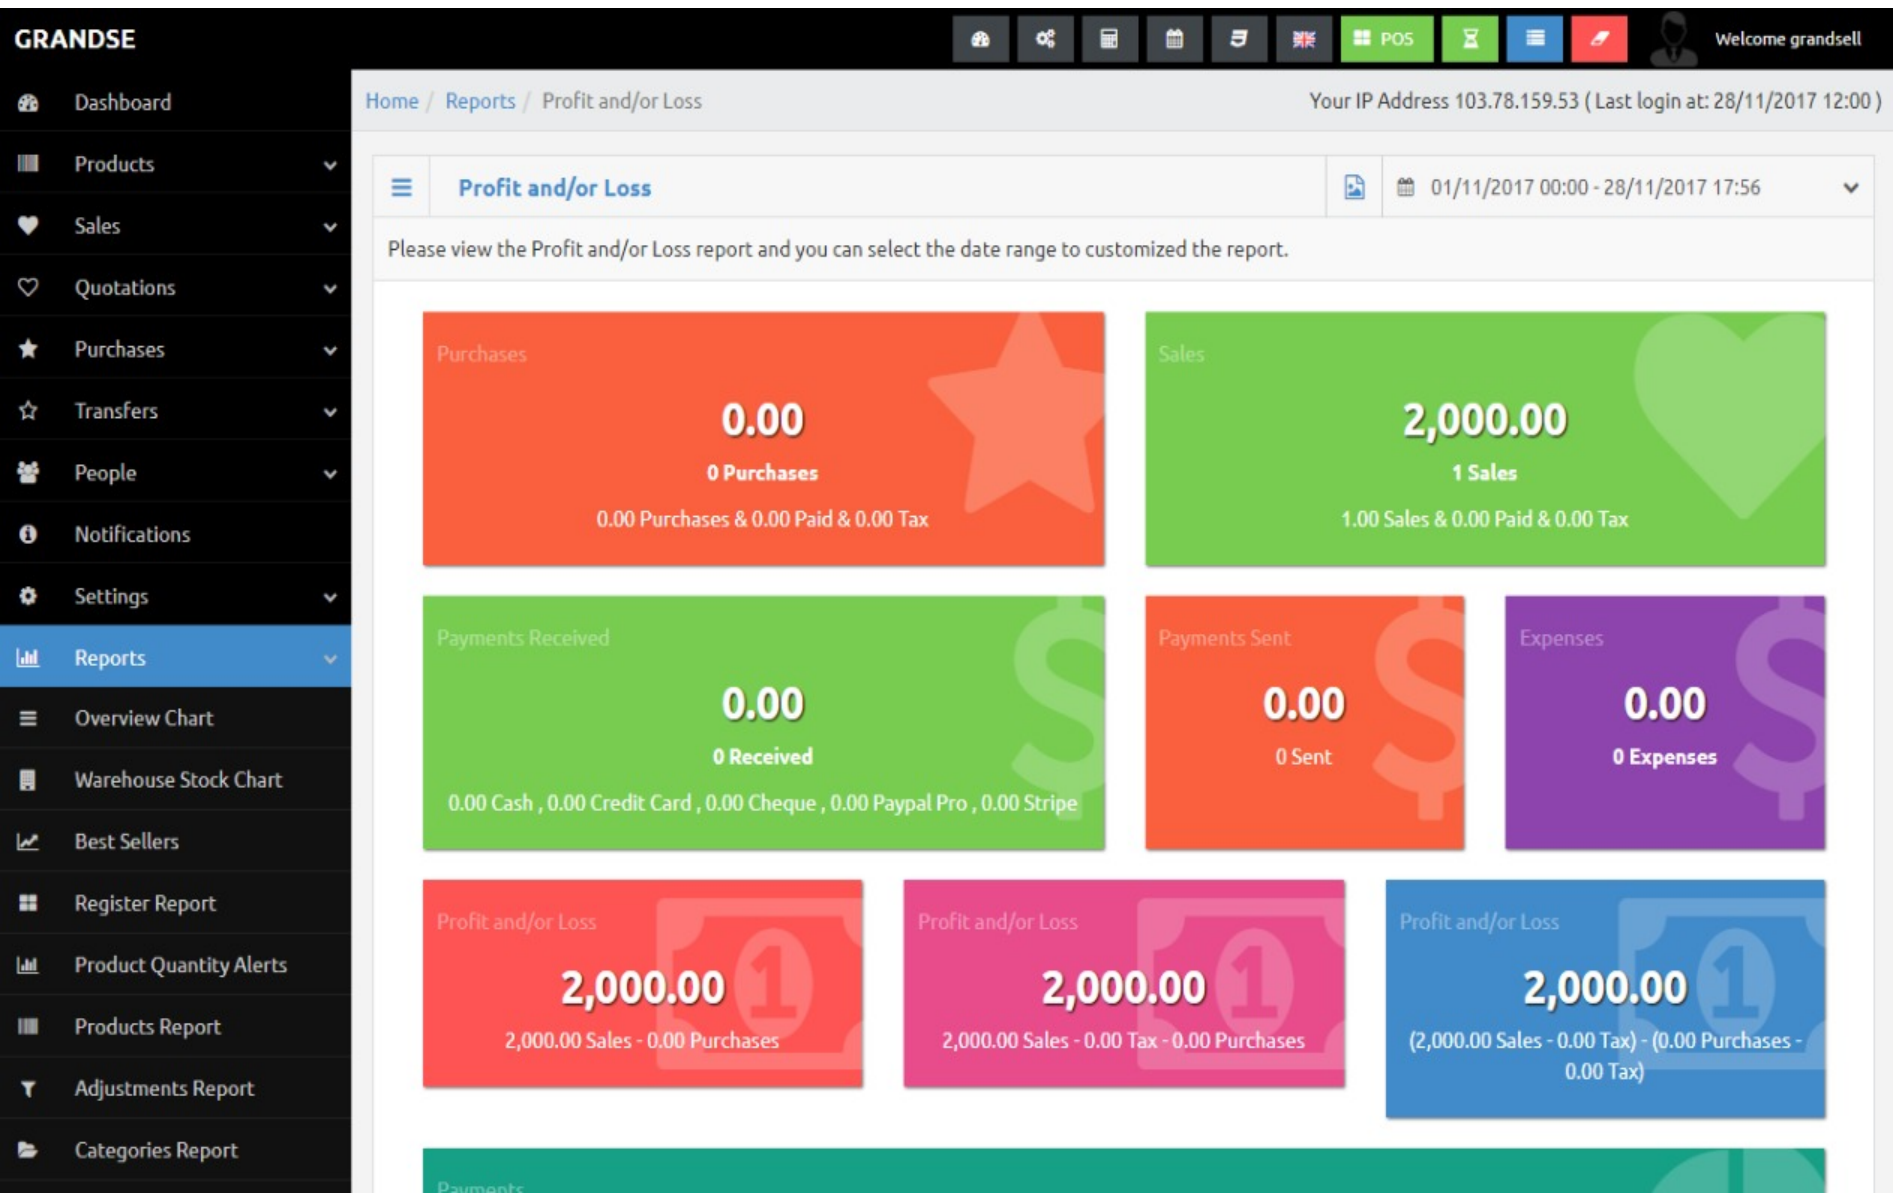 GRANDSE
POS
Welcome grandsell
Dashboard
Products
Sales
Quotations
Purchases
Transfers
People
Notifications
Settings
Reports
Overview Chart
Warehouse Stock Chart
Best Sellers
Register Report
Product Quantity Alerts
Products Report
Adjustments Report
Categories Report
Home / Reports / Profit and/or Loss
Your IP Address 103.78.159.53 ( Last login at: 28/11/2017 12:00 )
Profit and/or Loss
01/11/2017 00:00 - 28/11/2017 17:56
Please view the Profit and/or Loss report and you can select the date range to customized the report.
Purchases
0.00
0 Purchases
0.00 Purchases & 0.00 Paid & 0.00 Tax
Sales
2,000.00
1 Sales
1.00 Sales & 0.00 Paid & 0.00 Tax
Payments Received
0.00
0 Received
0.00 Cash , 0.00 Credit Card , 0.00 Cheque , 0.00 Paypal Pro , 0.00 Stripe
Payments Sent
0.00
0 Sent
Expenses
0.00
0 Expenses
Profit and/or Loss
2,000.00
2,000.00 Sales - 0.00 Purchases
Profit and/or Loss
2,000.00
2,000.00 Sales - 0.00 Tax - 0.00 Purchases
Profit and/or Loss
2,000.00
(2,000.00 Sales - 0.00 Tax) - (0.00 Purchases -
0.00 Tax)
Payments